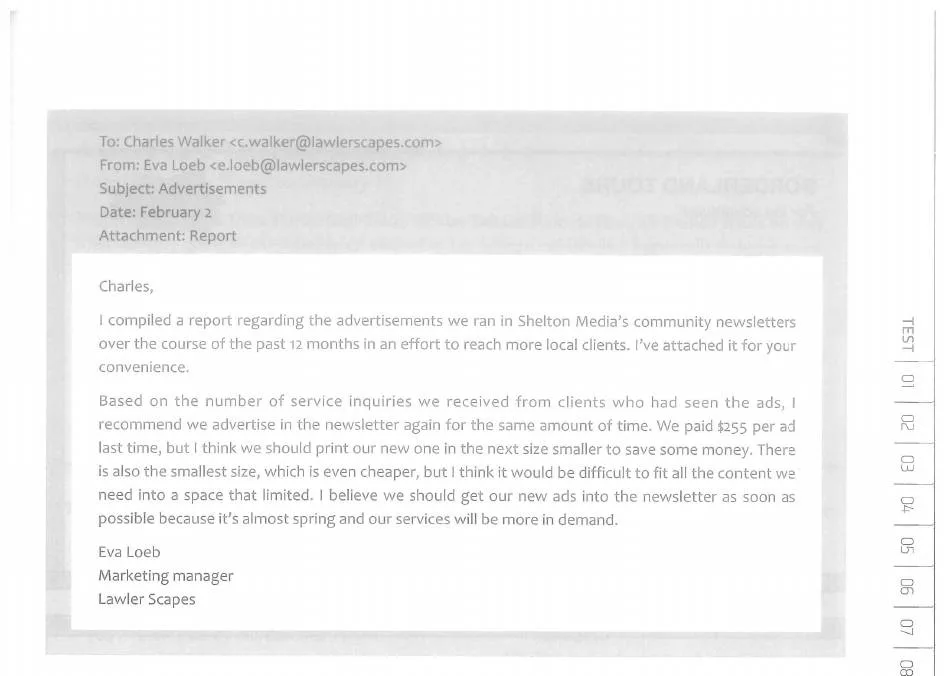 To: Charles Walker <c.walker@lawlerscapes.com>
From: Eva Loeb <e.loeb@lawlerscapes.com>
Subject: Advertisements
Date: February 2
Attachment: Report
Charles,
I compiled a report regarding the advertisements we ran in Shelton Media's community newsletters
over the course of the past 12 months in an effort to reach more local clients. I've attached it for your
convenience.
Based on the number of service inquiries we received from clients who had seen the ads, I
recommend we advertise in the newsletter again for the same amount of time. We paid $255 per ad
last time, but I think we should print our new one in the next size smaller to save some money. There
is also the smallest size, which is even cheaper, but I think it would be difficult to fit all the content we
need into a space that limited. I believe we should get our new ads into the newsletter as soon as
possible because it's almost spring and our services will be more in demand.
Eva Loeb
Marketing manager
Lawler Scapes
TEST
01
02
03
04
05
06
07
08